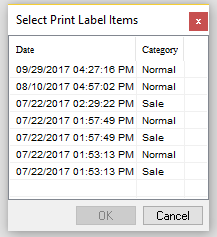 Select Print Label Items
x
Date Category
09/29/2017 04:27:16 PM Normal
08/10/2017 04:57:02 PM Normal
07/22/2017 02:29:22 PM Sale
07/22/2017 01:57:49 PM Normal
07/22/2017 01:57:49 PM Sale
07/22/2017 01:53:13 PM Normal
07/22/2017 01:53:13 PM Sale
OK Cancel